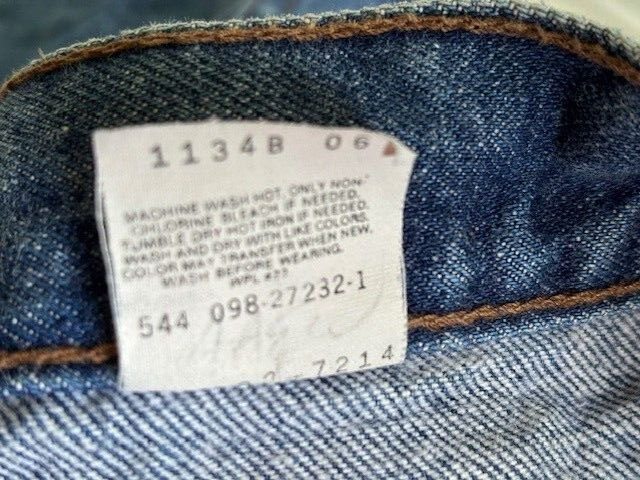 1134B 06
MACHINE WASH HOT, ONLY NON-
CHLORINE BLEACH IF NEEDED,
TUMBLE DRY HOT IRON IF NEEDED.
WASH AND DRY WITH LIKE COLORS,
COLOR MAY TRANSFER WHEN NEW,
WASH BEFORE WEARING.
WPL 423
544 098-27232-1
-7214